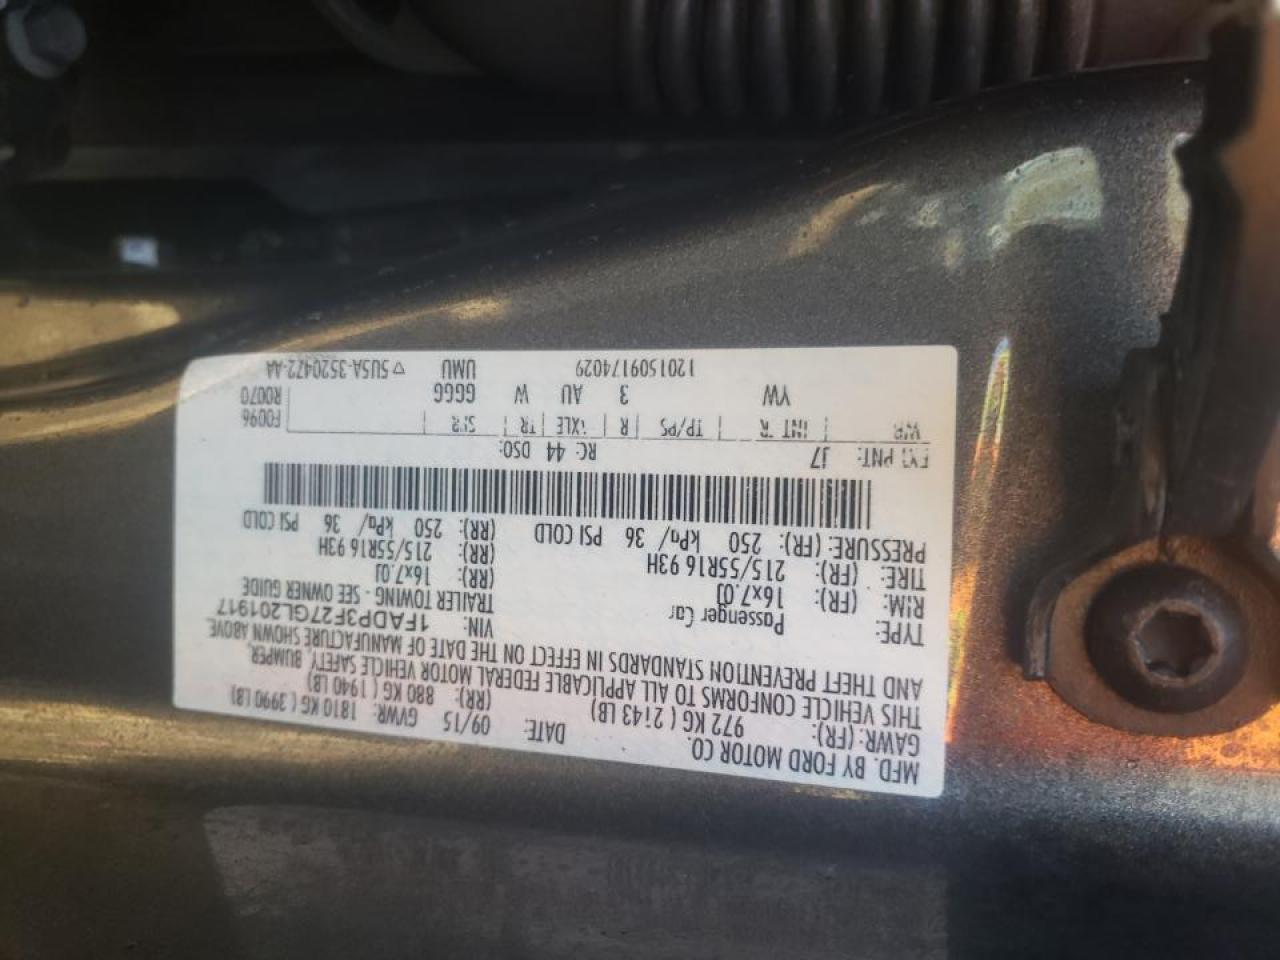 MFD. BY FORD MOTOR CO.
DATE: 09/15 GVWR: 1810 KG ( 3990 LB)
GAWR: (FR): 972 KG ( 2143 LB) (RR): 880 KG ( 1940 LB)
THIS VEHICLE CONFORMS TO ALL APPLICABLE FEDERAL MOTOR VEHICLE SAFETY, BUMPER,
AND THEFT PREVENTION STANDARDS IN EFFECT ON THE DATE OF MANUFACTURE SHOWN ABOVE.
VIN: 1FADP3F27GL201917
TYPE: Passenger Car TRAILER TOWING - SEE OWNER GUIDE
RIM: (FR): 16x7.0J (RR): 16x7.0J
TIRE: (FR): 215/55R16 93H (RR): 215/55R16 93H
PRESSURE: (FR): 250 kPa/ 36 PSI COLD (RR): 250 kPa/ 36 PSI COLD
EXT PNT: J7 RC: 44 DSO:
WB INT TR TP/PS R AXLE TR SPR F0096
YW 3 AU W GGGG R0070
1201509174029 UMU ▽ 5U5A-3520472-AA